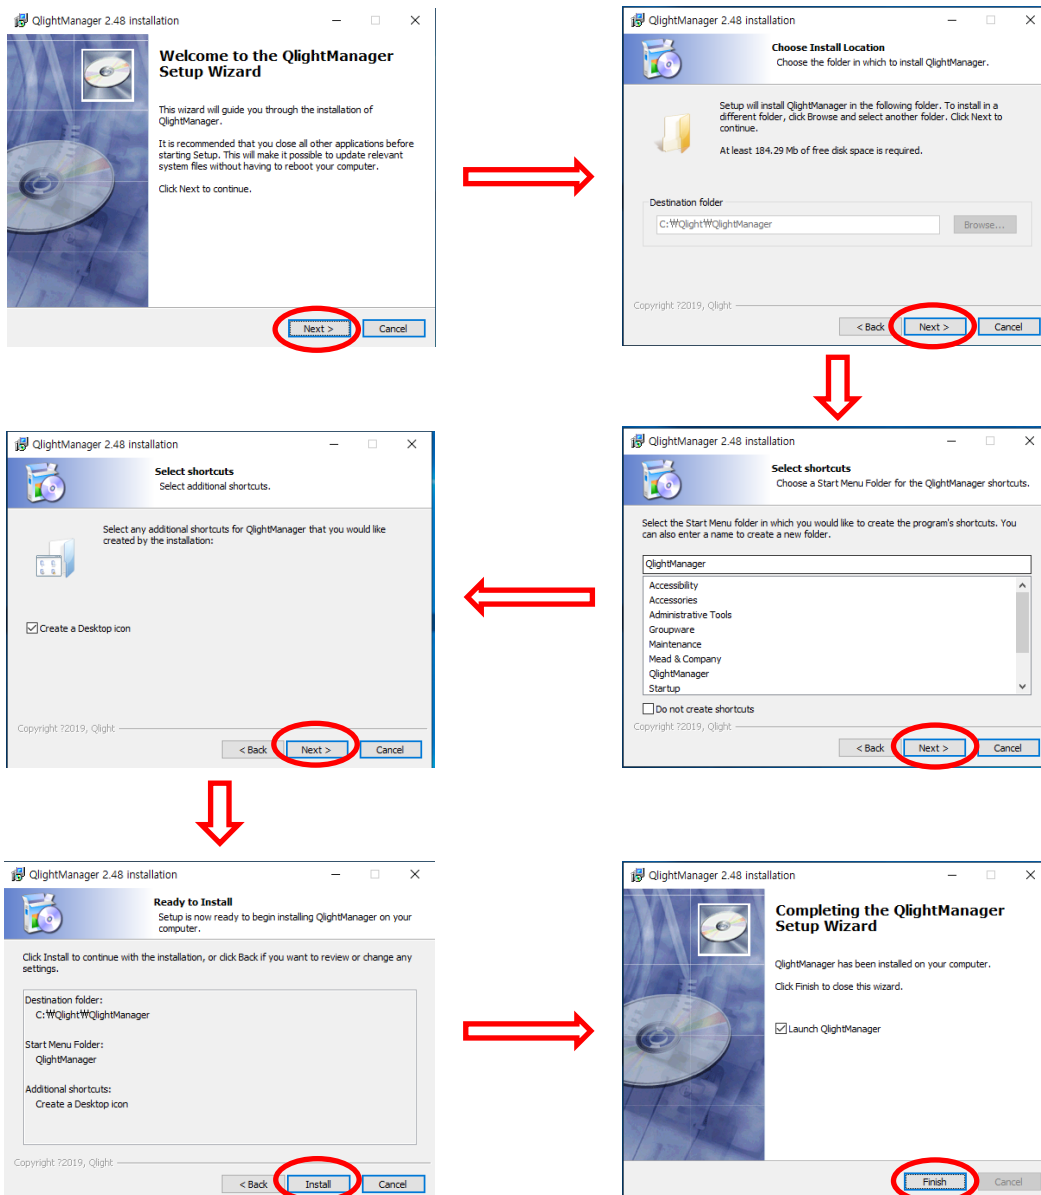 QlightManager 2.48 installation
Welcome to the QlightManager
Setup Wizard
This wizard will guide you through the installation of
QlightManager.
It is recommended that you close all other applications before
starting Setup. This will make it possible to update relevant
system files without having to reboot your computer.
Click Next to continue.
Next >
Cancel
QlightManager 2.48 installation
Choose Install Location
Choose the folder in which to install QlightManager.
Setup will install QlightManager in the following folder. To install in a
different folder, click Browse and select another folder. Click Next to
continue.
At least 184.29 Mb of free disk space is required.
Destination folder
C:₩Qlight₩QlightManager
Browse...
Copyright ?2019, Qlight
< Back
Next >
Cancel
QlightManager 2.48 installation
Select shortcuts
Choose a Start Menu Folder for the QlightManager shortcuts.
Select the Start Menu folder in which you would like to create the program's shortcuts. You
can also enter a name to create a new folder.
QlightManager
Accessibility
Accessories
Administrative Tools
Groupware
Maintenance
Mead & Company
QlightManager
Startup
Do not create shortcuts
Copyright ?2019, Qlight
< Back
Next >
Cancel
QlightManager 2.48 installation
Select shortcuts
Select additional shortcuts.
Select any additional shortcuts for QlightManager that you would like
created by the installation:
Create a Desktop icon
Copyright ?2019, Qlight
< Back
Next >
Cancel
QlightManager 2.48 installation
Ready to Install
Setup is now ready to begin installing QlightManager on your
computer.
Click Install to continue with the installation, or click Back if you want to review or change any
settings.
Destination folder:
C:₩Qlight₩QlightManager
Start Menu Folder:
QlightManager
Additional shortcuts:
Create a Desktop icon
Copyright ?2019, Qlight
< Back
Install
Cancel
QlightManager 2.48 installation
Completing the QlightManager
Setup Wizard
QlightManager has been installed on your computer.
Click Finish to close this wizard.
Launch QlightManager
Finish
Cancel